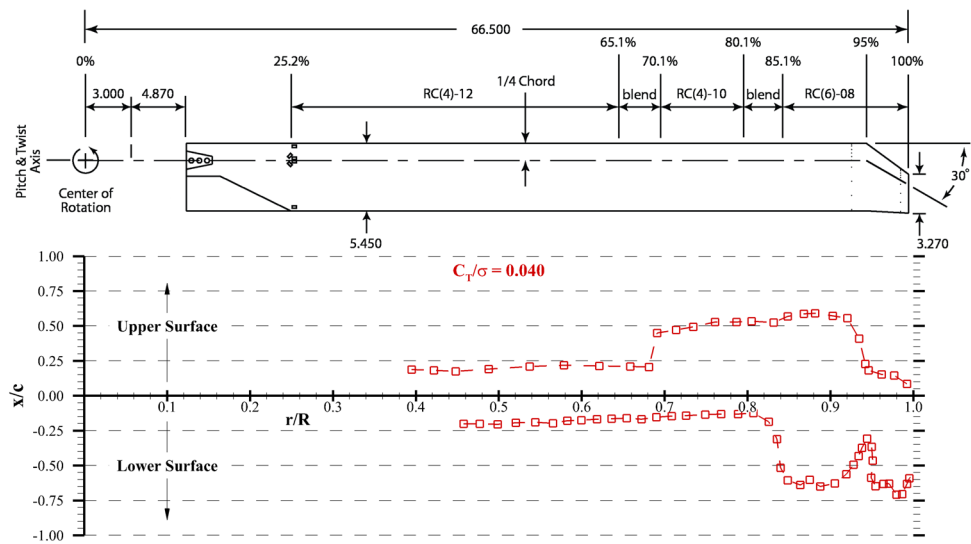 66.500
0% 25.2% 65.1% 70.1% 80.1% 85.1% 95% 100%
3.000 4.870 1/4 Chord
RC(4)-12 blend RC(4)-10 blend RC(6)-08
Pitch & Twist
Axis
Center of
Rotation
30°
5.450 3.270
1.00
C_T/σ = 0.040
0.75
Upper Surface
0.50
0.25
x/c
0.00
0.1 0.2 0.3 0.4 0.5 0.6 0.7 0.8 0.9 1.0
r/R
-0.25
Lower Surface
-0.50
-0.75
-1.00